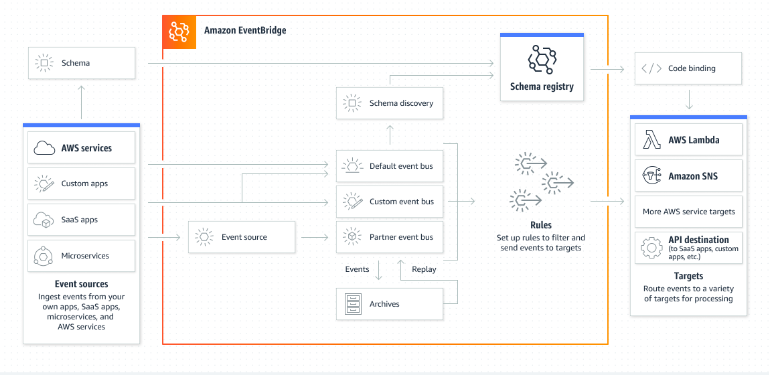 Amazon EventBridge
Schema
Schema registry
</> Code binding
Schema discovery
AWS services
Custom apps
SaaS apps
Microservices
Event sources
Ingest events from your
own apps, SaaS apps,
microservices, and
AWS services
Event source
Default event bus
Custom event bus
Partner event bus
Events
Replay
Archives
Rules
Set up rules to filter and
send events to targets
AWS Lambda
Amazon SNS
More AWS service targets
API destination
(to SaaS apps, custom
apps, etc.)
Targets
Route events to a variety
of targets for processing